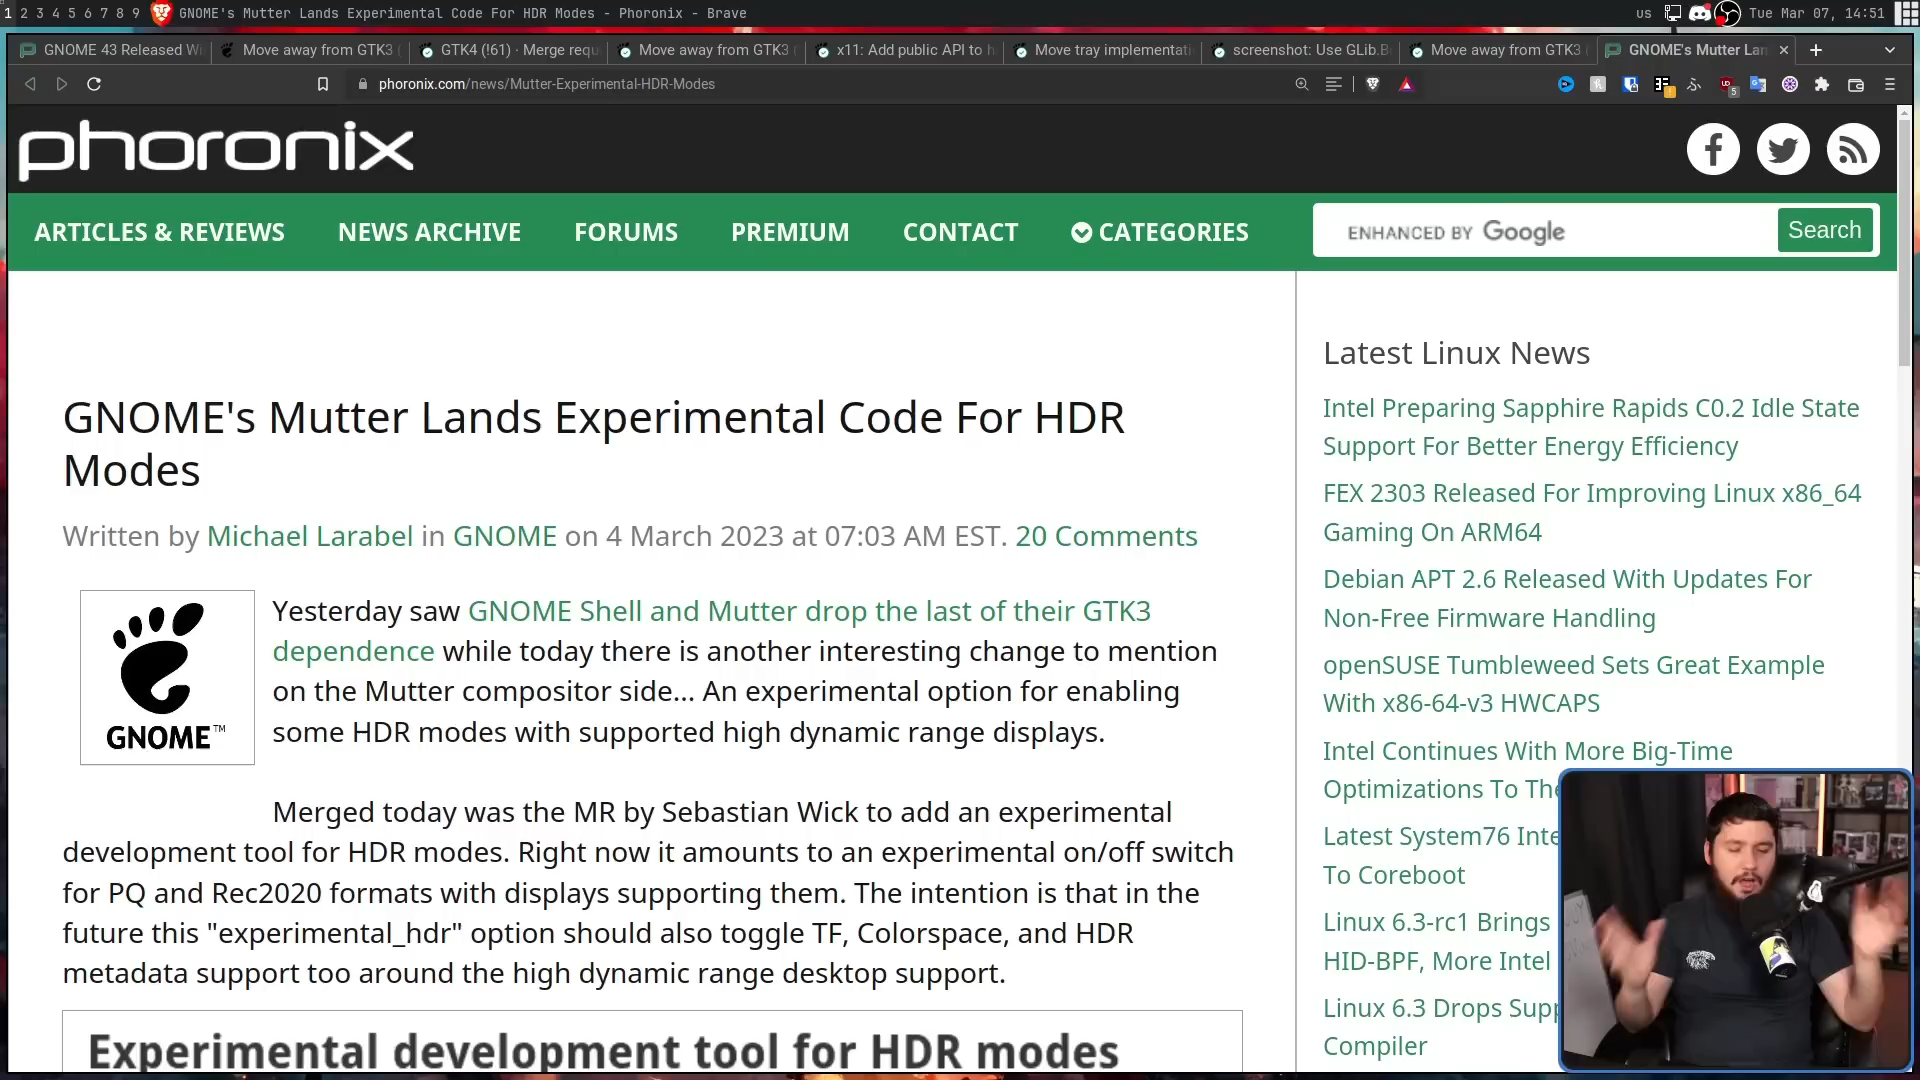 1 2 3 4 5 6 7 8 9 GNOME's Mutter Lands Experimental Code For HDR Modes - Phoronix - Brave us Tue Mar 07, 14:51
GNOME 43 Released Wi Move away from GTK3 ( GTK4 (!61) · Merge requ Move away from GTK3 ( x11: Add public API to h Move tray implementati screenshot: Use GLib.B Move away from GTK3 GNOME's Mutter Lan
phoronix.com/news/Mutter-Experimental-HDR-Modes
phoronix
ARTICLES & REVIEWS NEWS ARCHIVE FORUMS PREMIUM CONTACT CATEGORIES ENHANCED BY Google Search
GNOME's Mutter Lands Experimental Code For HDR
Modes
Written by Michael Larabel in GNOME on 4 March 2023 at 07:03 AM EST. 20 Comments
GNOME™
Yesterday saw GNOME Shell and Mutter drop the last of their GTK3
dependence while today there is another interesting change to mention
on the Mutter compositor side... An experimental option for enabling
some HDR modes with supported high dynamic range displays.
Merged today was the MR by Sebastian Wick to add an experimental
development tool for HDR modes. Right now it amounts to an experimental on/off switch
for PQ and Rec2020 formats with displays supporting them. The intention is that in the
future this "experimental_hdr" option should also toggle TF, Colorspace, and HDR
metadata support too around the high dynamic range desktop support.
Experimental development tool for HDR modes
Latest Linux News
Intel Preparing Sapphire Rapids C0.2 Idle State
Support For Better Energy Efficiency
FEX 2303 Released For Improving Linux x86_64
Gaming On ARM64
Debian APT 2.6 Released With Updates For
Non-Free Firmware Handling
openSUSE Tumbleweed Sets Great Example
With x86-64-v3 HWCAPS
Intel Continues With More Big-Time
Optimizations To The
Latest System76 Inte
To Coreboot
Linux 6.3-rc1 Brings
HID-BPF, More Intel
Linux 6.3 Drops Supp
Compiler